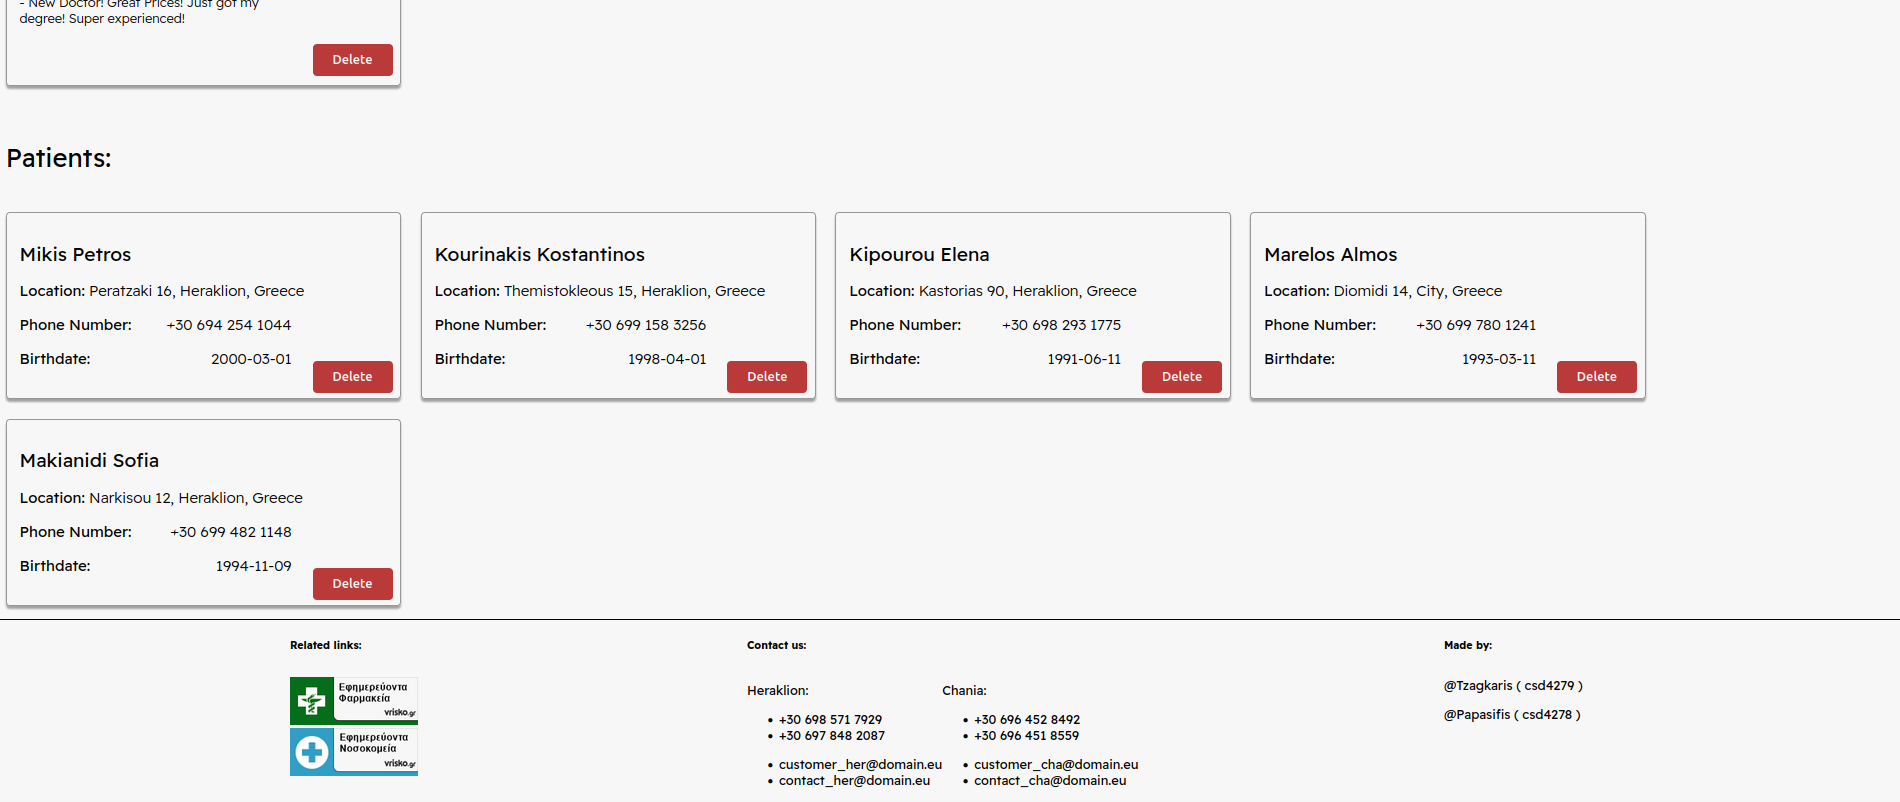 - New Doctor! Great Prices! Just got my
degree! Super experienced!
Delete
Patients:
Mikis Petros
Location: Peratzaki 16, Heraklion, Greece
Phone Number: +30 694 254 1044
Birthdate: 2000-03-01
Delete
Kourinakis Kostantinos
Location: Themistokleous 15, Heraklion, Greece
Phone Number: +30 699 158 3256
Birthdate: 1998-04-01
Delete
Kipourou Elena
Location: Kastorias 90, Heraklion, Greece
Phone Number: +30 698 293 1775
Birthdate: 1991-06-11
Delete
Marelos Almos
Location: Diomidi 14, City, Greece
Phone Number: +30 699 780 1241
Birthdate: 1993-03-11
Delete
Makianidi Sofia
Location: Narkisou 12, Heraklion, Greece
Phone Number: +30 699 482 1148
Birthdate: 1994-11-09
Delete
Related links:
Εφημερεύοντα
Φαρμακεία
vrisko.gr
Εφημερεύοντα
Νοσοκομεία
vrisko.gr
Contact us:
Heraklion:
• +30 698 571 7929
• +30 697 848 2087
• customer_her@domain.eu
• contact_her@domain.eu
Chania:
• +30 696 452 8492
• +30 696 451 8559
• customer_cha@domain.eu
• contact_cha@domain.eu
Made by:
@Tzagkaris ( csd4279 )
@Papasifis ( csd4278 )